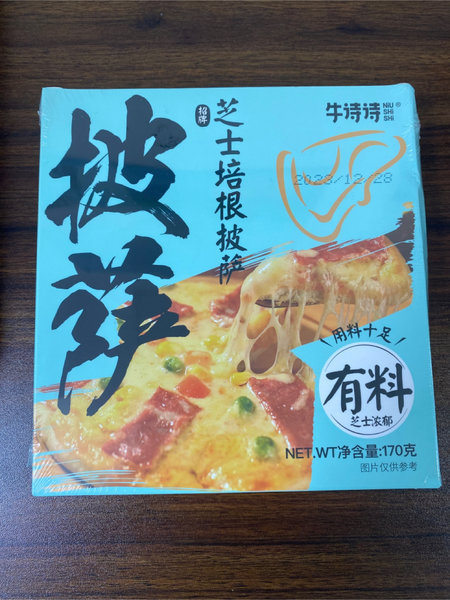 披萨
招牌
芝士培根披萨
牛诗诗
NiU
SHi
SHi
®
2023/12/28
用料十足
有料
芝士浓郁
NET.WT净含量:170克
图片仅供参考